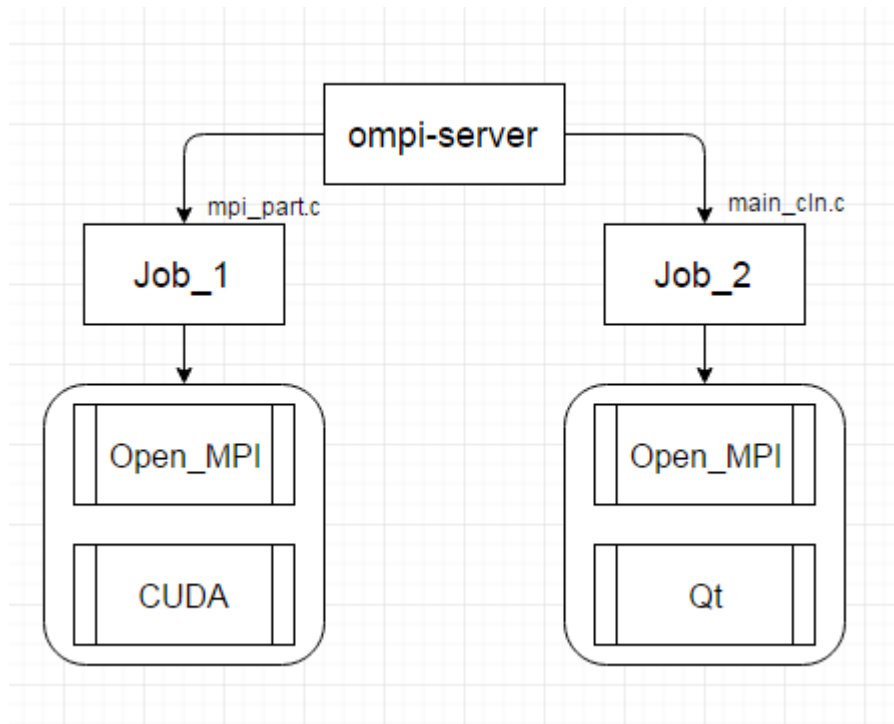 ompi-server
mpi_part.c
main_cln.c
Job_1
Job_2
Open_MPI
Open_MPI
CUDA
Qt